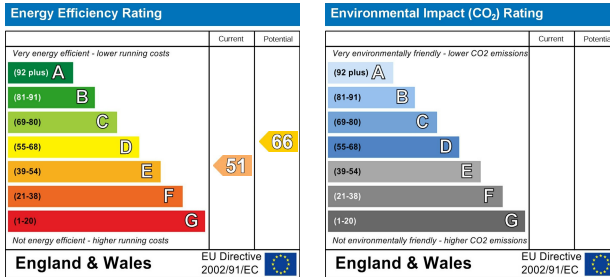 Energy Efficiency Rating
Current Potential
Very energy efficient - lower running costs
(92 plus) A
(81-91) B
(69-80) C
(55-68) D
66
(39-54) E
51
(21-38) F
(1-20) G
Not energy efficient - higher running costs
England & Wales
EU Directive
2002/91/EC
Environmental Impact (CO₂) Rating
Current Potential
Very environmentally friendly - lower CO2 emissions
(92 plus) A
(81-91) B
(69-80) C
(55-68) D
(39-54) E
(21-38) F
(1-20) G
Not environmentally friendly - higher CO2 emissions
England & Wales
EU Directive
2002/91/EC